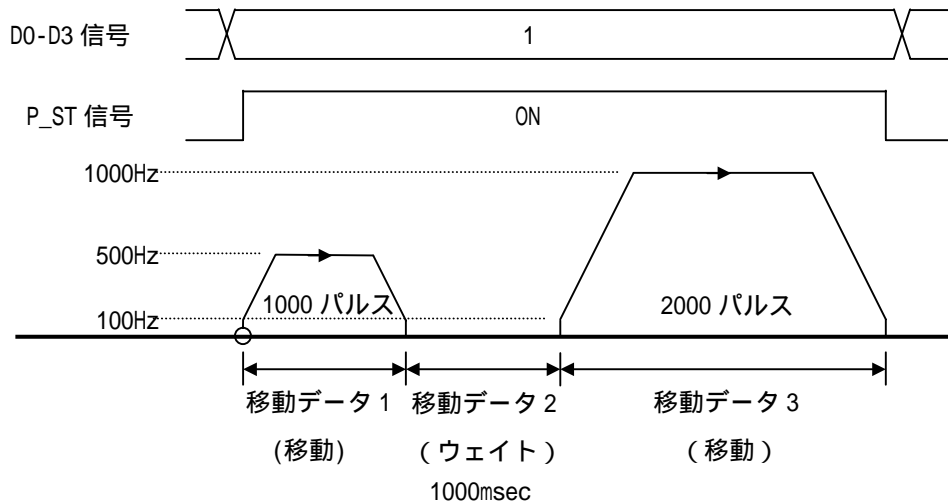 D0-D3 信号
1
P_ST 信号
ON
1000Hz
500Hz
1000 パルス
2000 パルス
100Hz
移動データ 1
移動データ 2
移動データ 3
(移動)
（ウェイト）
（移動）
1000msec